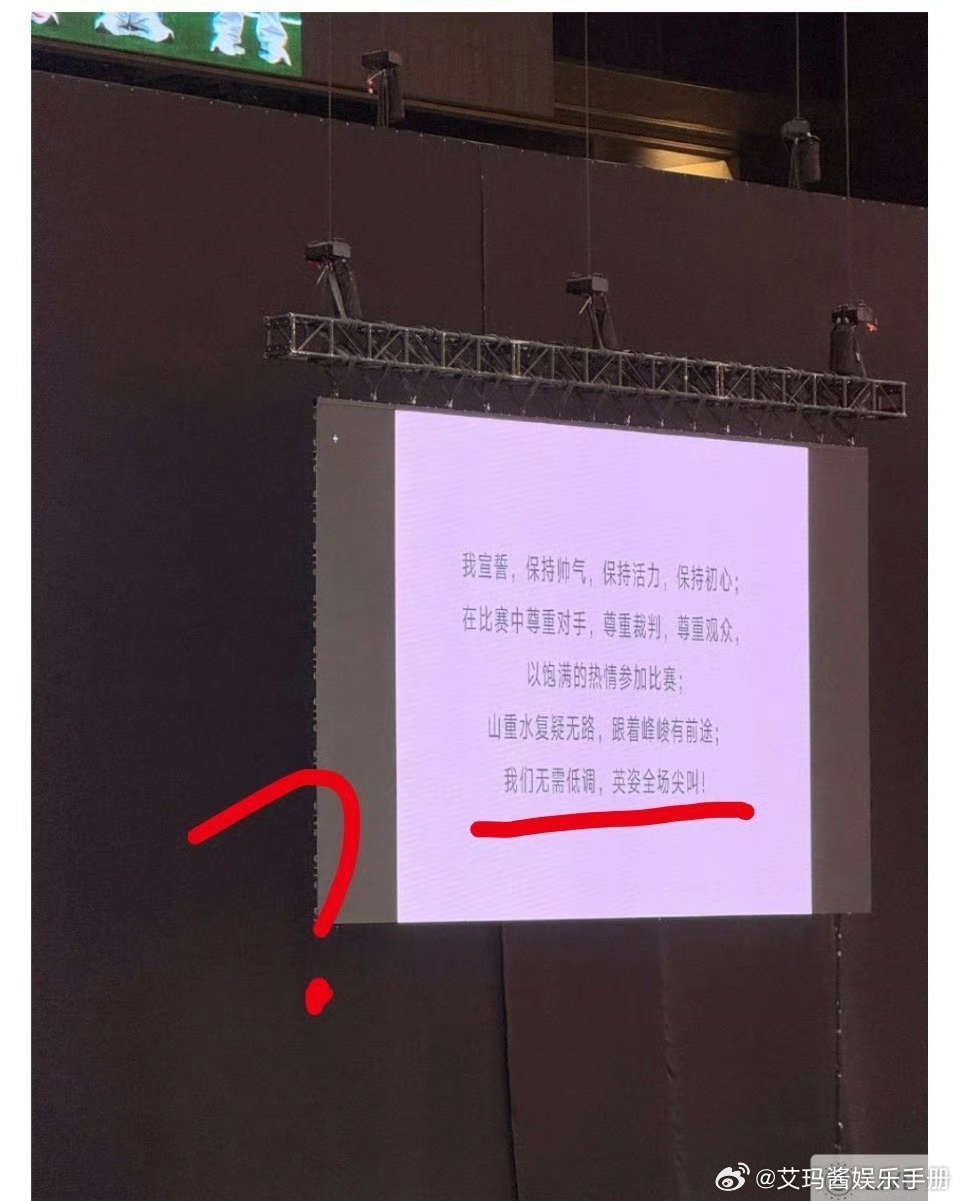 我宣誓，保持帅气，保持活力，保持初心；
在比赛中尊重对手，尊重裁判，尊重观众，
以饱满的热情参加比赛；
山重水复疑无路，跟着峰峻有前途；
我们无需低调，英姿全场尖叫！
?
@艾玛酱娱乐手册